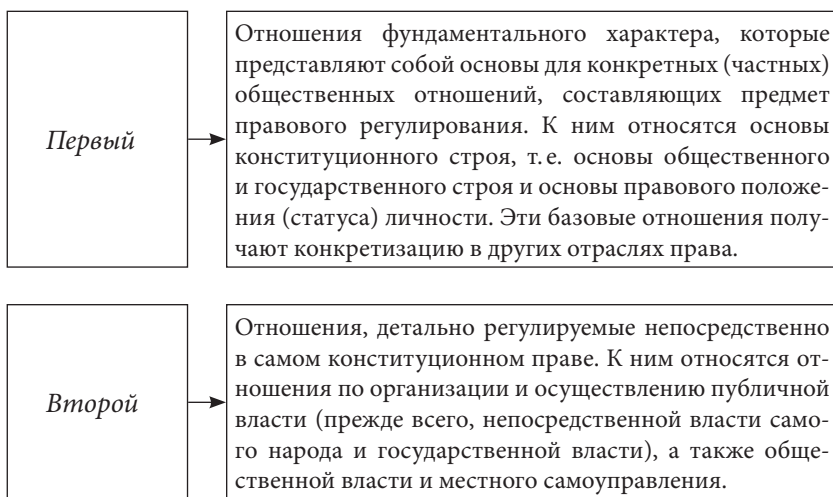 Первый
Отношения фундаментального характера, которые
представляют собой основы для конкретных (частных)
общественных отношений, составляющих предмет
правового регулирования. К ним относятся основы
конституционного строя, т. е. основы общественного
и государственного строя и основы правового положе-
ния (статуса) личности. Эти базовые отношения полу-
чают конкретизацию в других отраслях права.
Второй
Отношения, детально регулируемые непосредственно
в самом конституционном праве. К ним относятся от-
ношения по организации и осуществлению публичной
власти (прежде всего, непосредственной власти само-
го народа и государственной власти), а также обще-
ственной власти и местного самоуправления.